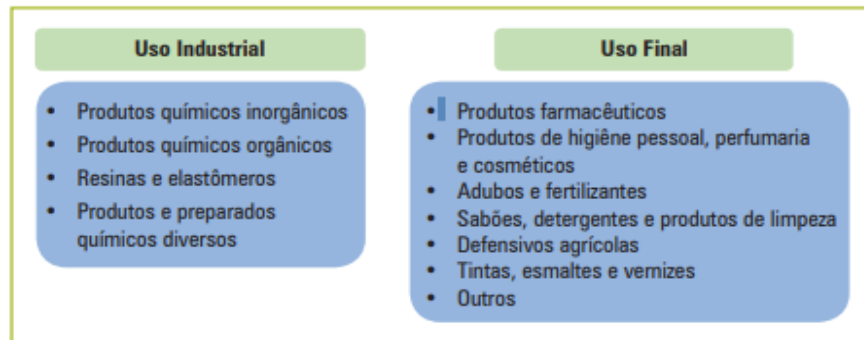 Uso Industrial
• Produtos químicos inorgânicos
• Produtos químicos orgânicos
• Resinas e elastômeros
• Produtos e preparados
químicos diversos
Uso Final
• Produtos farmacêuticos
• Produtos de higiêne pessoal, perfumaria
e cosméticos
• Adubos e fertilizantes
• Sabões, detergentes e produtos de limpeza
• Defensivos agrícolas
• Tintas, esmaltes e vernizes
• Outros